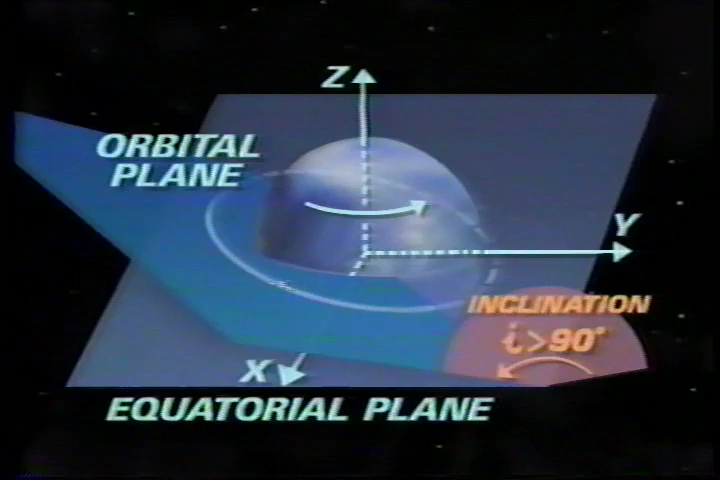 Z
ORBITAL
PLANE
Y
INCLINATION
i>90°
X
EQUATORIAL PLANE